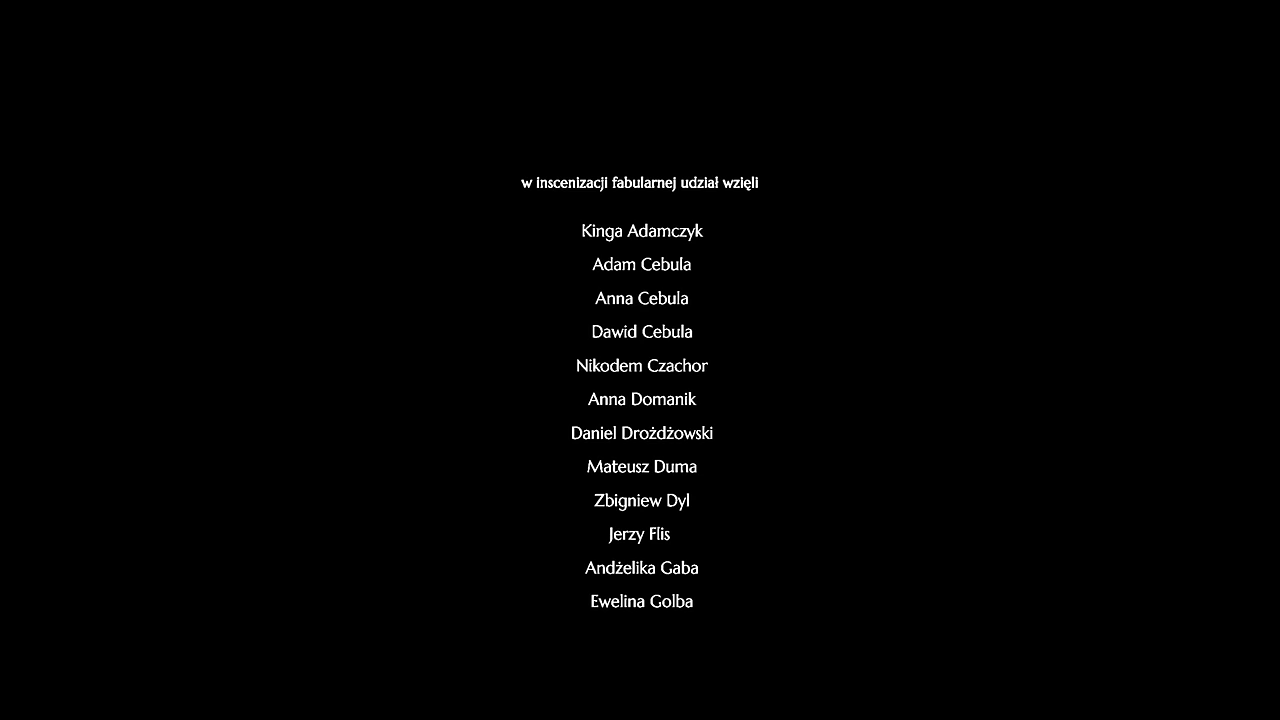 w inscenizacji fabularnej udział wzięli
Kinga Adamczyk
Adam Cebula
Anna Cebula
Dawid Cebula
Nikodem Czachor
Anna Domanik
Daniel Drożdżowski
Mateusz Duma
Zbigniew Dyl
Jerzy Flis
Andżelika Gaba
Ewelina Golba